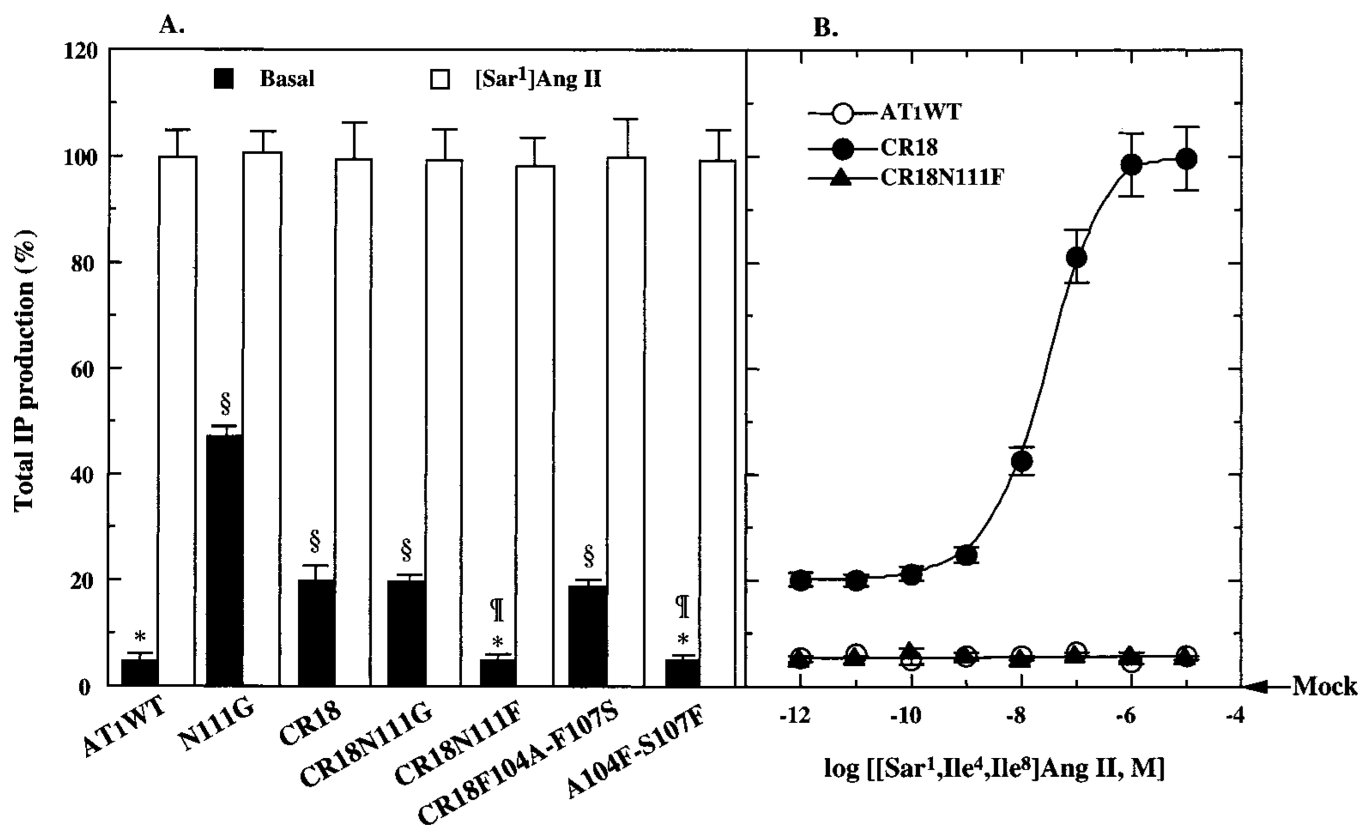 A.
B.
Total IP production (%)
120
100
80
60
40
20
0
Basal
[Sar¹]Ang II
*
§
§
§
¶
*
§
¶
*
AT1WT
N111G
CR18
CR18N111G
CR18N111F
CR18F104A-F107S
A104F-S107F
AT1WT
CR18
CR18N111F
Mock
-12
-10
-8
-6
-4
log [[Sar¹,Ile⁴,Ile⁸]Ang II, M]